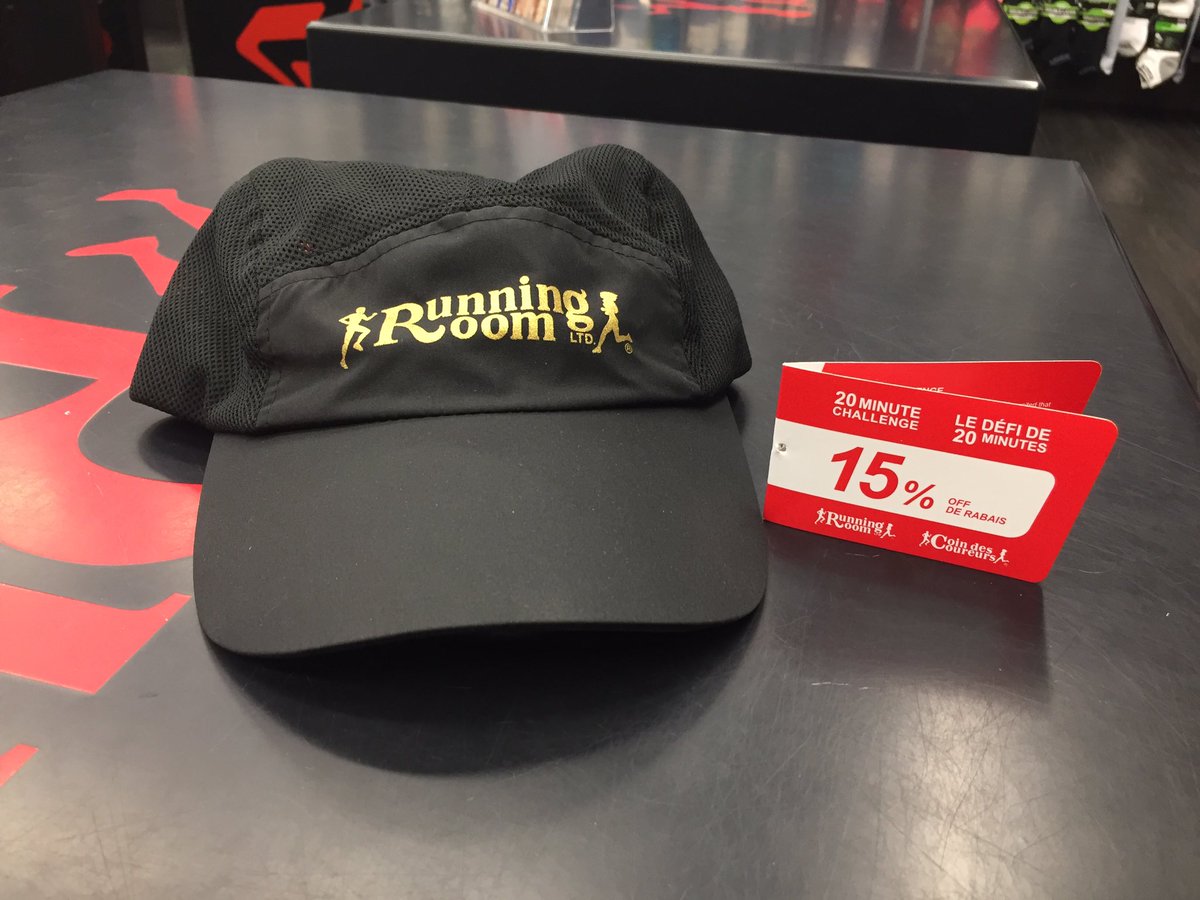 Running
Room LTD.®
20 MINUTE
CHALLENGE
LE DÉFI DE
20 MINUTES
15% OFF
DE RABAIS
Running
Room
Coin des
Coureurs